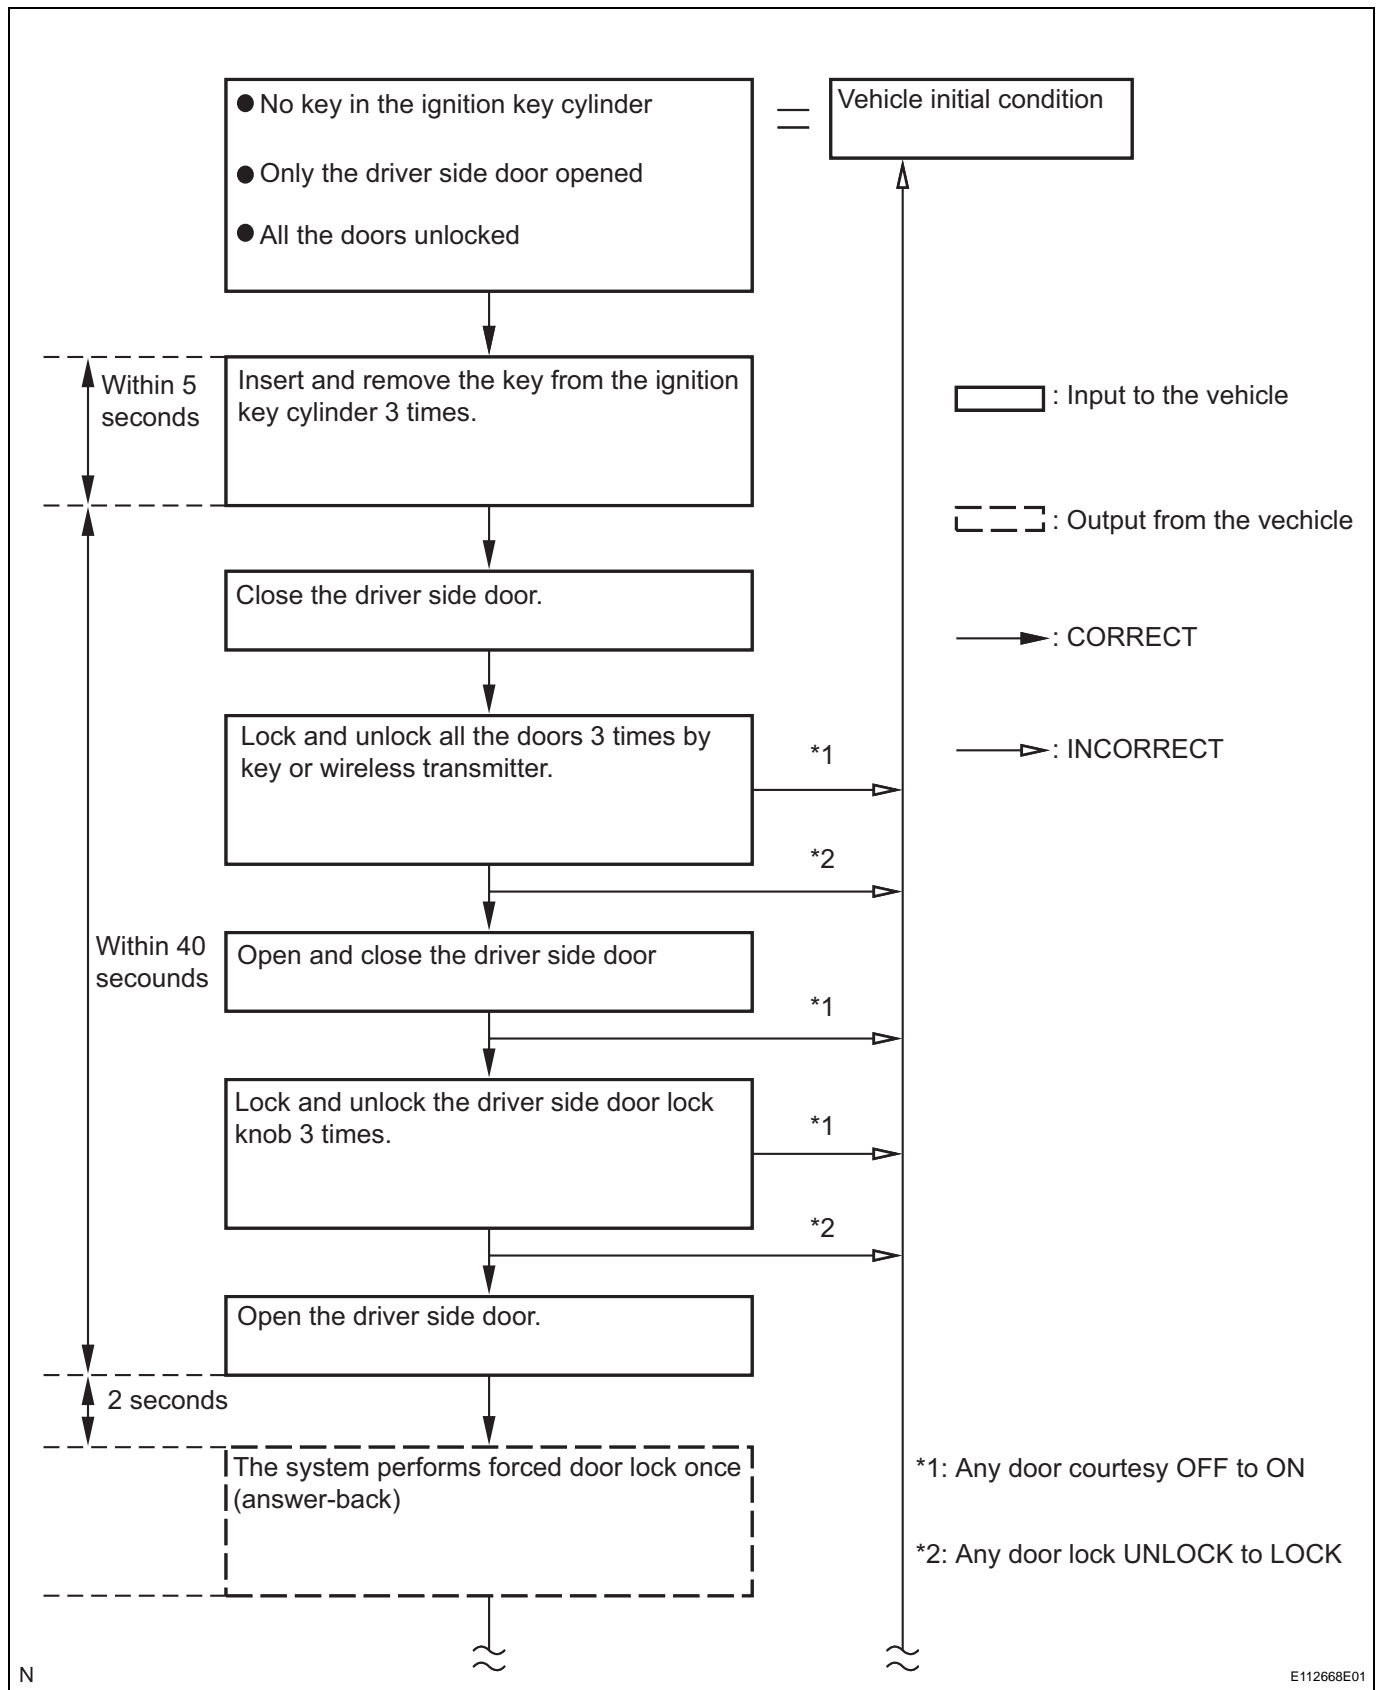 ● No key in the ignition key cylinder
● Only the driver side door opened
● All the doors unlocked
=
Vehicle initial condition
Within 5
seconds
Insert and remove the key from the ignition
key cylinder 3 times.
: Input to the vehicle
: Output from the vechicle
: CORRECT
: INCORRECT
Close the driver side door.
Lock and unlock all the doors 3 times by
key or wireless transmitter.
*1
*2
Within 40
secounds
Open and close the driver side door
*1
Lock and unlock the driver side door lock
knob 3 times.
*1
*2
Open the driver side door.
2 seconds
The system performs forced door lock once
(answer-back)
*1: Any door courtesy OFF to ON
*2: Any door lock UNLOCK to LOCK
N
E112668E01